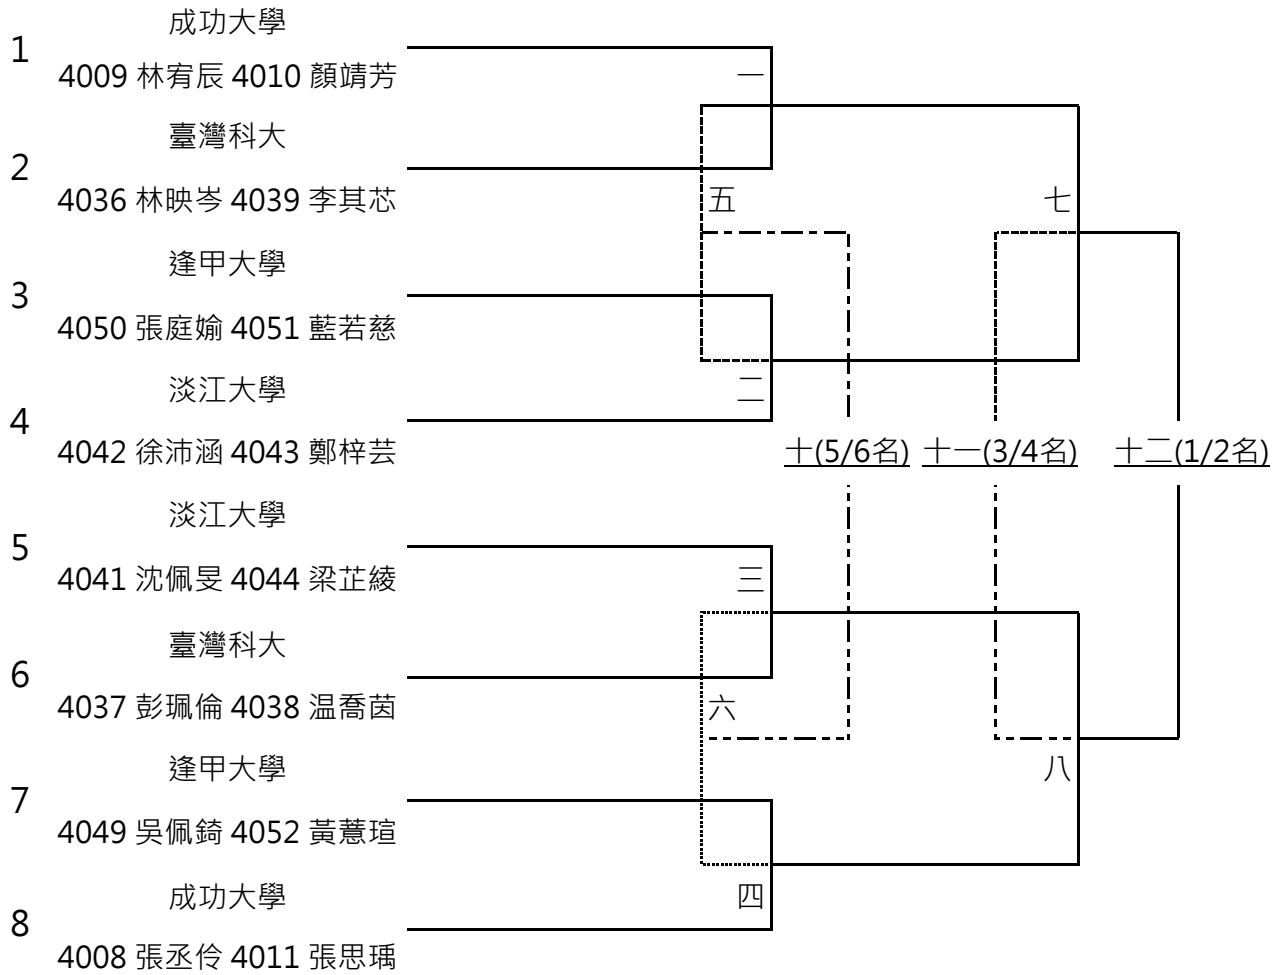 成功大學
1
4009 林宥辰 4010 顏靖芳
一
臺灣科大
2
4036 林映岑 4039 李其芯
五
七
逢甲大學
3
4050 張庭媮 4051 藍若慈
淡江大學
二
4
4042 徐沛涵 4043 鄭梓芸
十(5/6名) 十一(3/4名) 十二(1/2名)
淡江大學
5
4041 沈佩旻 4044 梁芷綾
三
臺灣科大
6
4037 彭珮倫 4038 温喬茵
六
逢甲大學
八
7
4049 吳佩錡 4052 黃薏瑄
成功大學
四
8
4008 張丞伶 4011 張思瑀